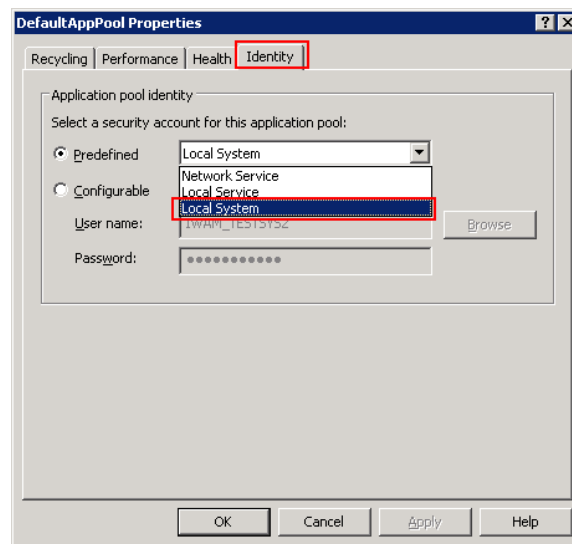 DefaultAppPool Properties
Recycling Performance Health Identity
Application pool identity
Select a security account for this application pool:
Predefined Local System
Network Service
Configurable Local Service
Local System
User name: IWAM_TESTSYS2 Browse
Password:
OK Cancel Apply Help